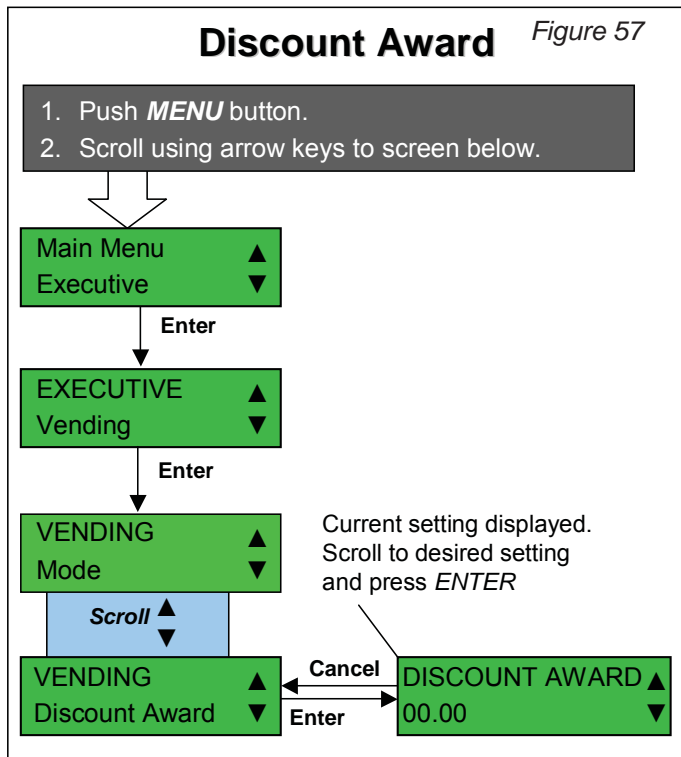 Discount Award
Figure 57
1. Push MENU button.
2. Scroll using arrow keys to screen below.
Main Menu ▲
Executive ▼
Enter
EXECUTIVE ▲
Vending ▼
Enter
VENDING ▲
Mode ▼
Current setting displayed.
Scroll to desired setting
and press ENTER
Scroll ▲
▼
VENDING ▲
Discount Award ▼
Cancel
Enter
DISCOUNT AWARD ▲
00.00 ▼